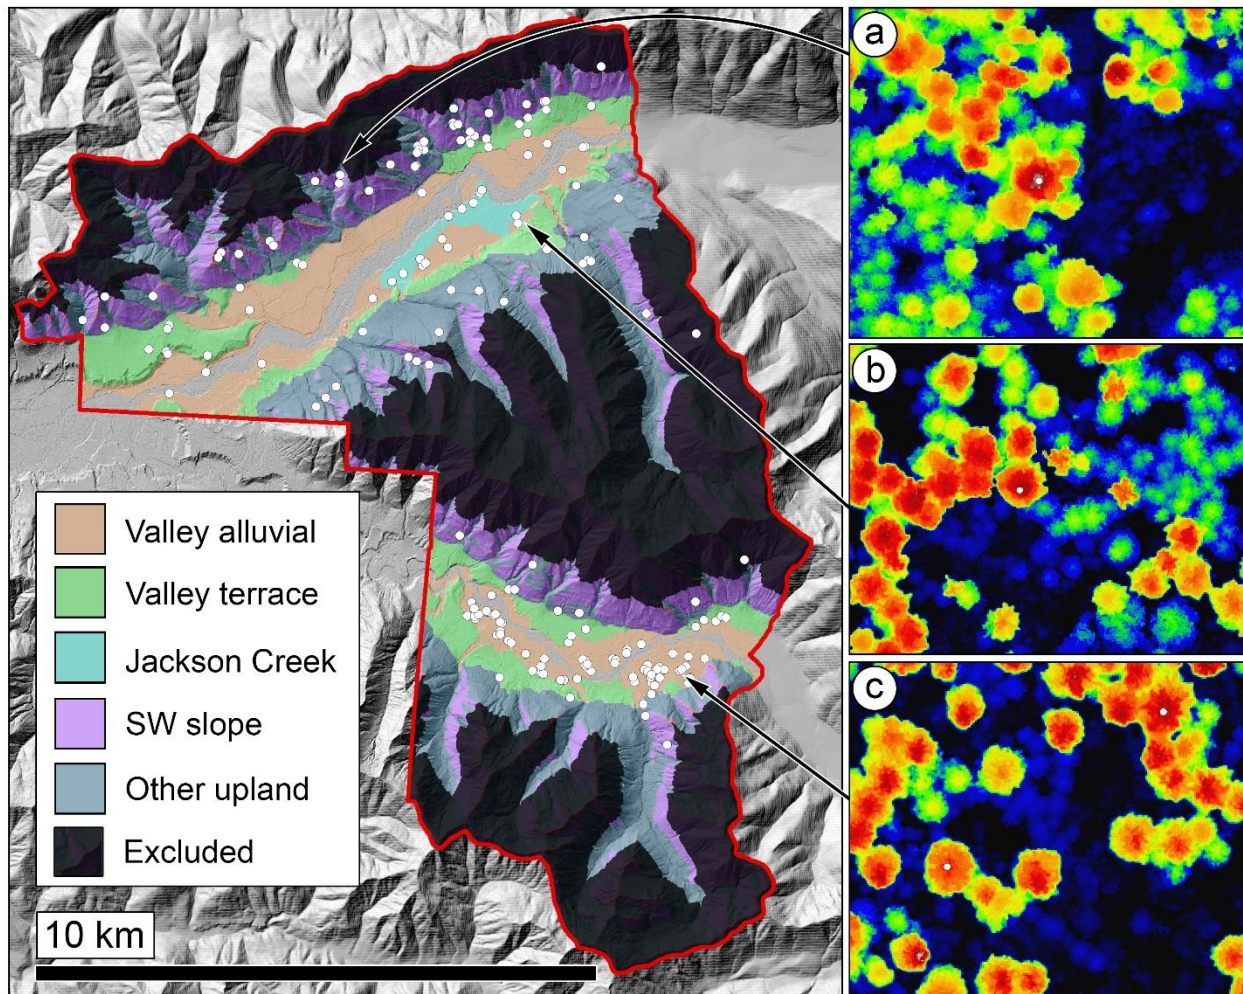 a
b
c
Valley alluvial
Valley terrace
Jackson Creek
SW slope
Other upland
Excluded
10 km